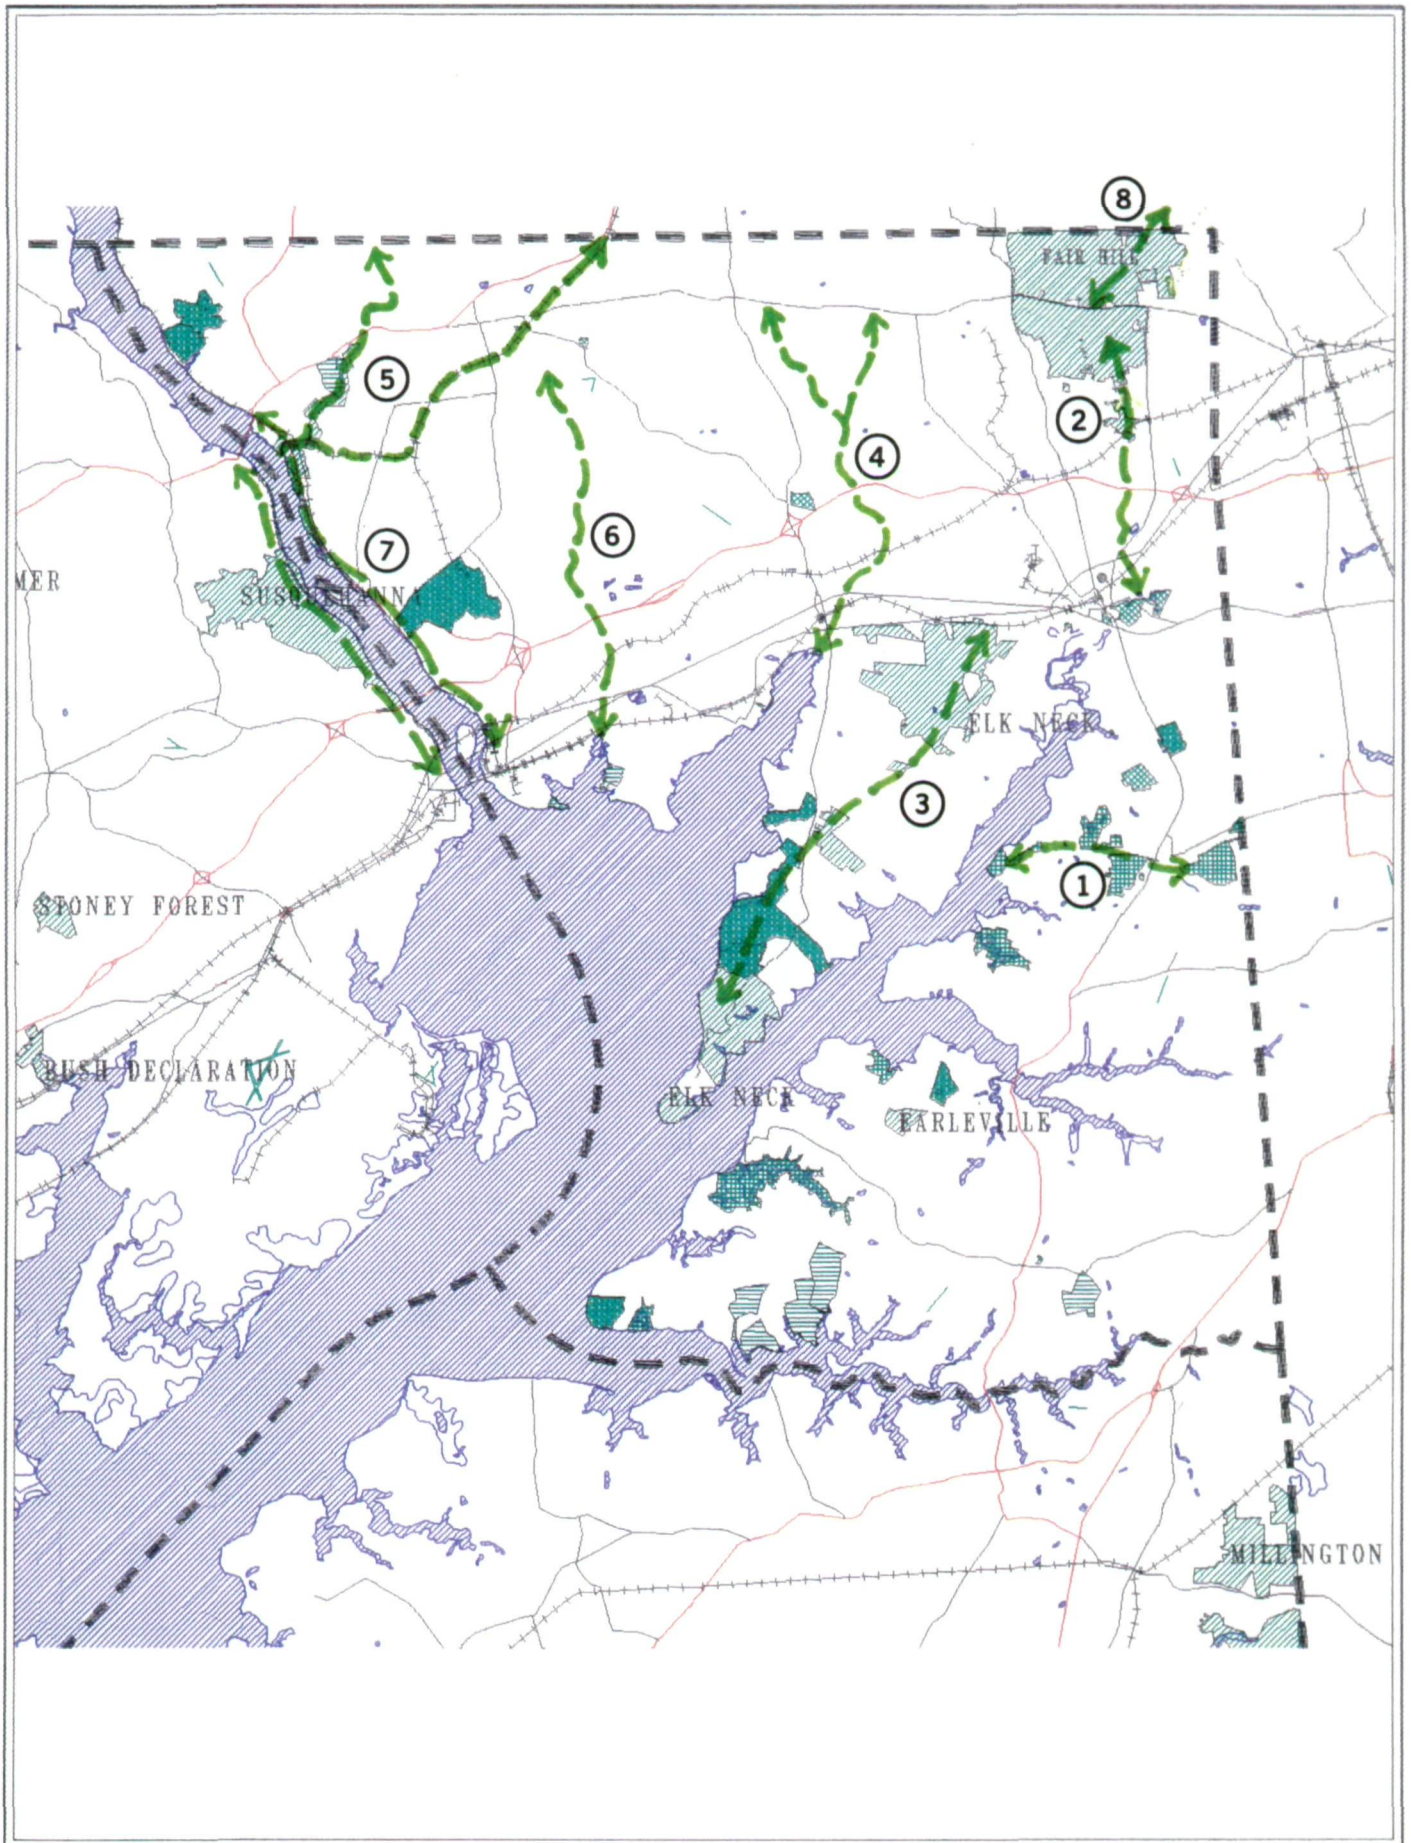 8
FAIR HILL
5
2
4
6
7
MER
SUSQUEHANNA
ELK NECK
3
1
STONEY FOREST
BUSH DECLARATION
ELK NECK
EARLEVILLE
MILLINGTON